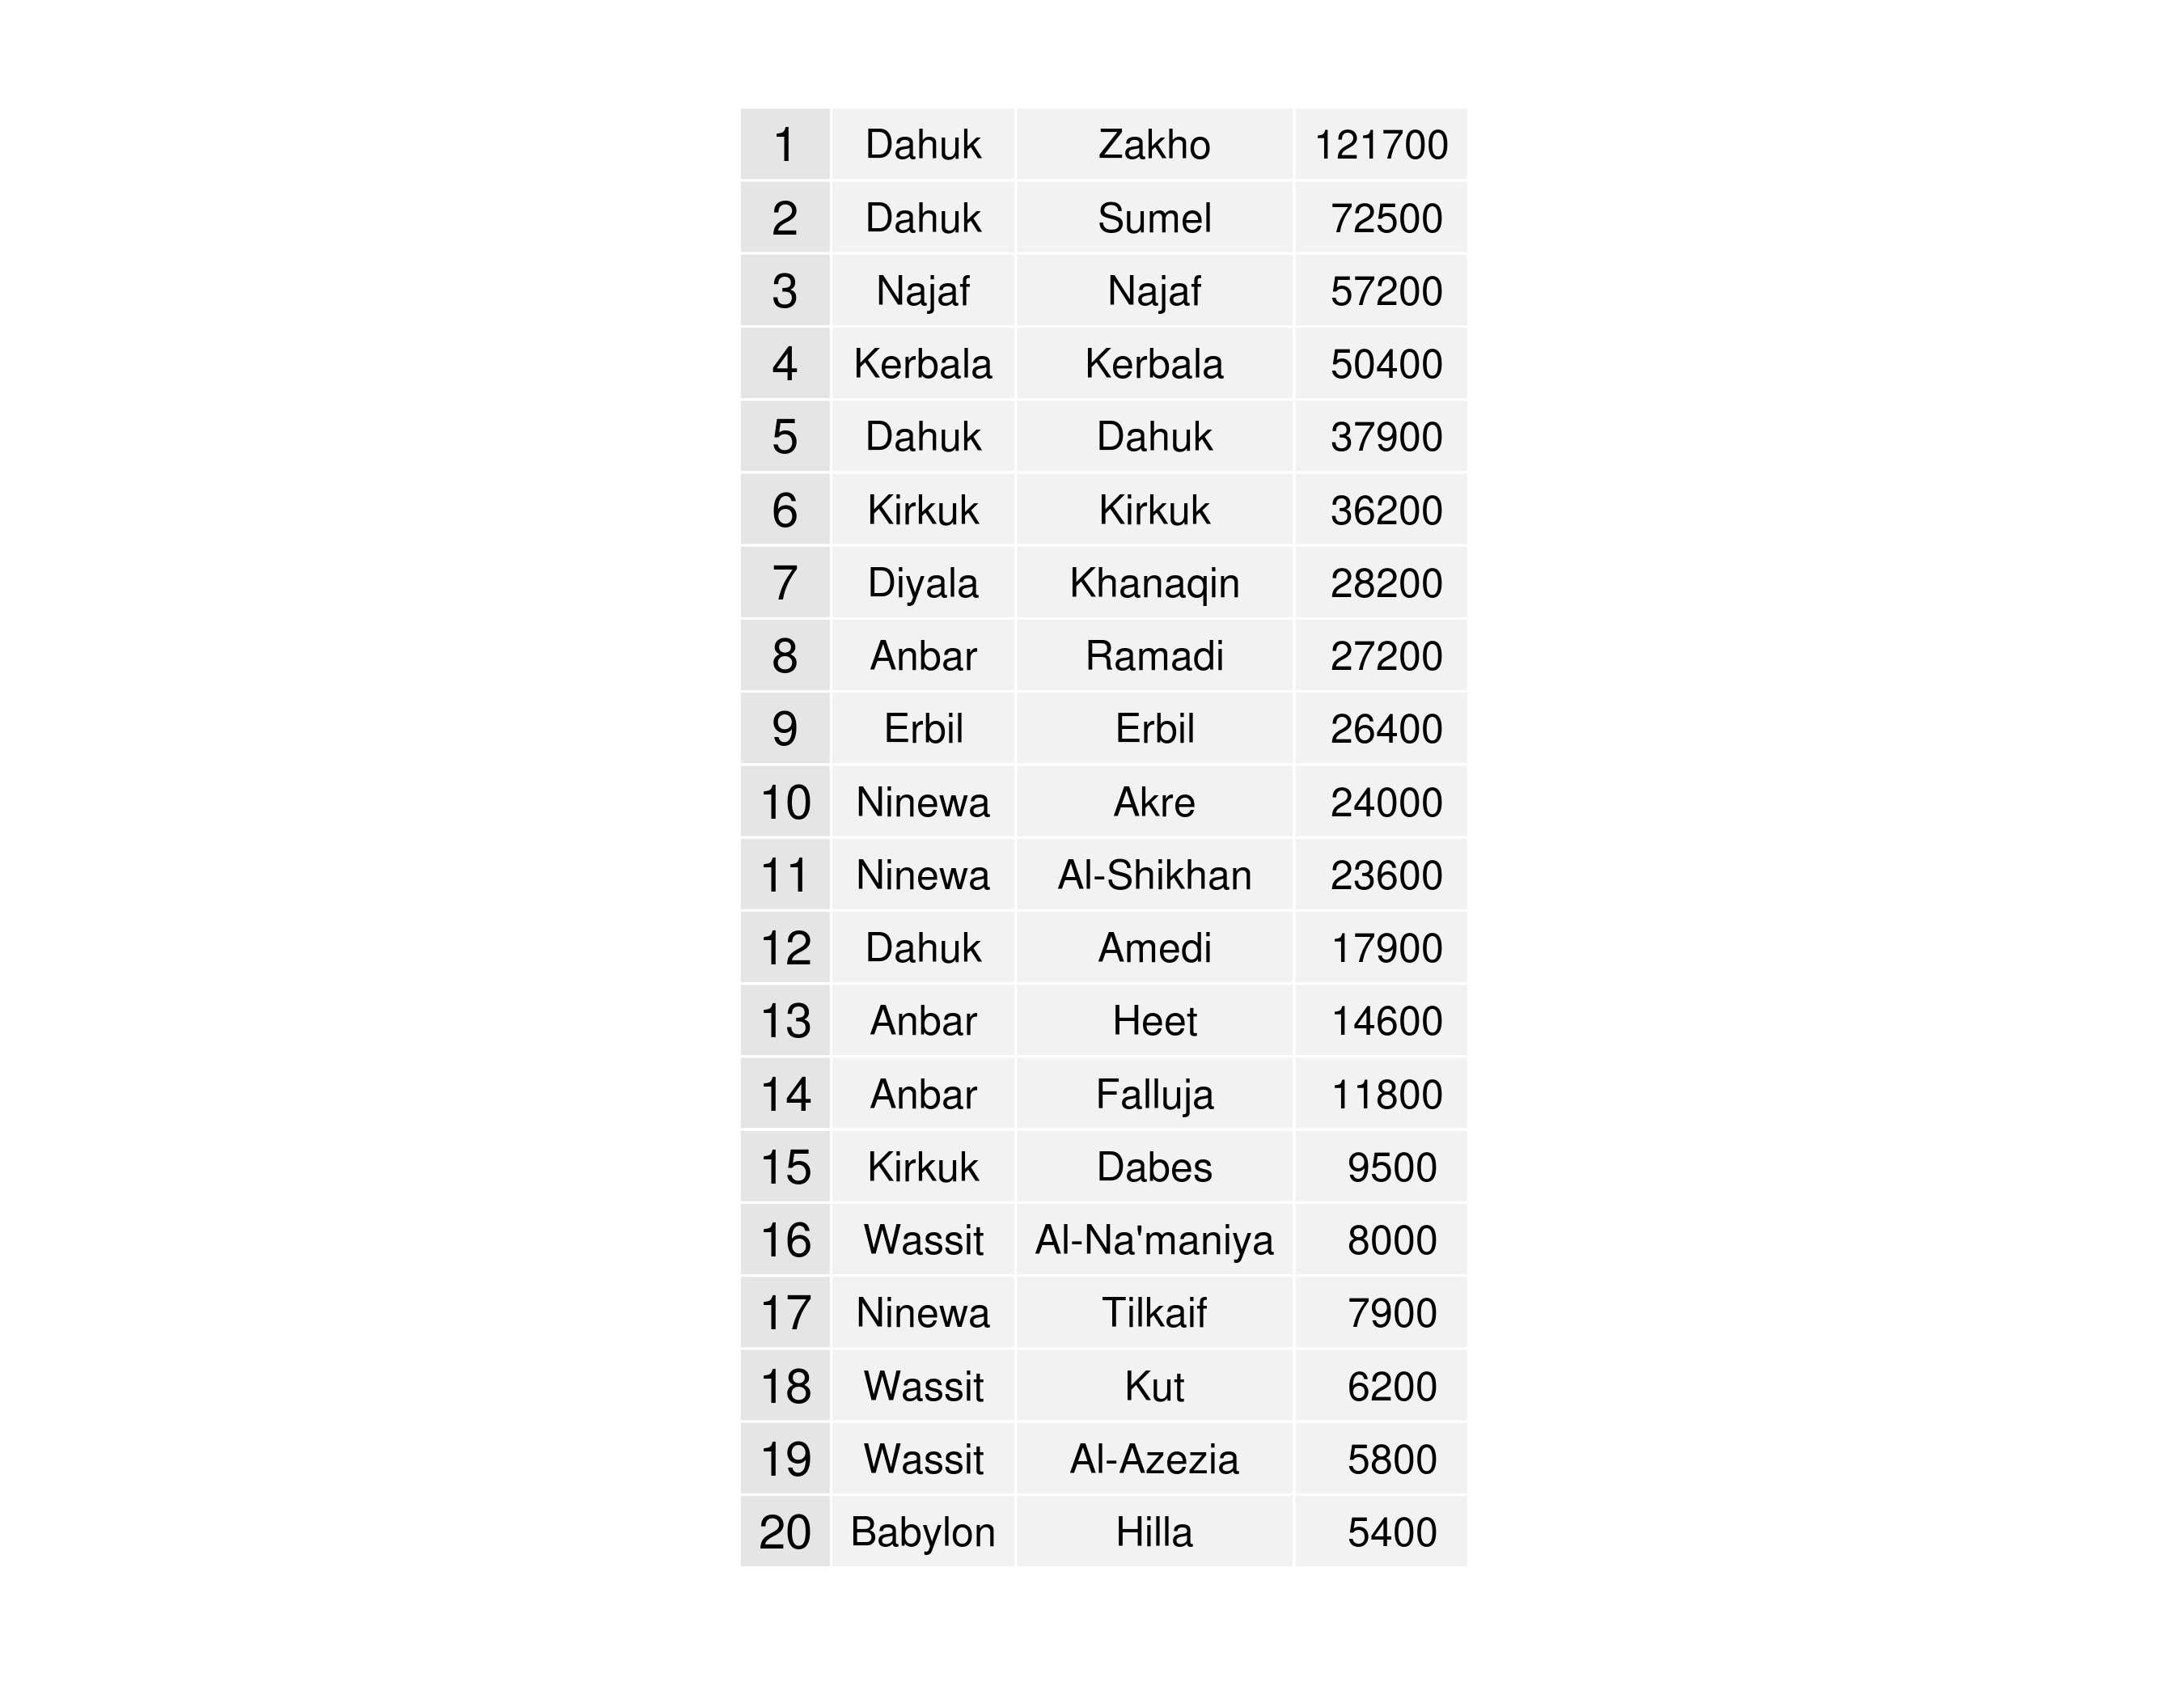 1 Dahuk Zakho 121700
2 Dahuk Sumel 72500
3 Najaf Najaf 57200
4 Kerbala Kerbala 50400
5 Dahuk Dahuk 37900
6 Kirkuk Kirkuk 36200
7 Diyala Khanaqin 28200
8 Anbar Ramadi 27200
9 Erbil Erbil 26400
10 Ninewa Akre 24000
11 Ninewa Al-Shikhan 23600
12 Dahuk Amedi 17900
13 Anbar Heet 14600
14 Anbar Falluja 11800
15 Kirkuk Dabes 9500
16 Wassit Al-Na'maniya 8000
17 Ninewa Tilkaif 7900
18 Wassit Kut 6200
19 Wassit Al-Azezia 5800
20 Babylon Hilla 5400